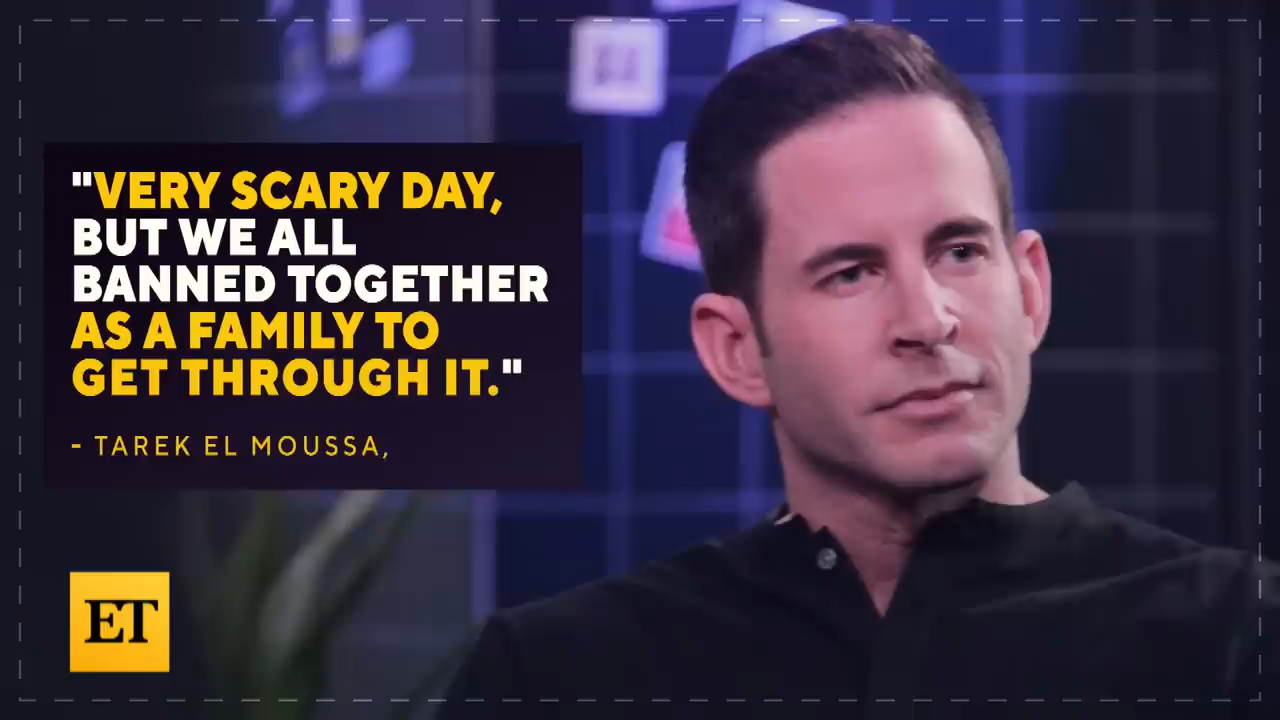 "VERY SCARY DAY,
BUT WE ALL
BANNED TOGETHER
AS A FAMILY TO
GET THROUGH IT."
- TAREK EL MOUSSA,
ET